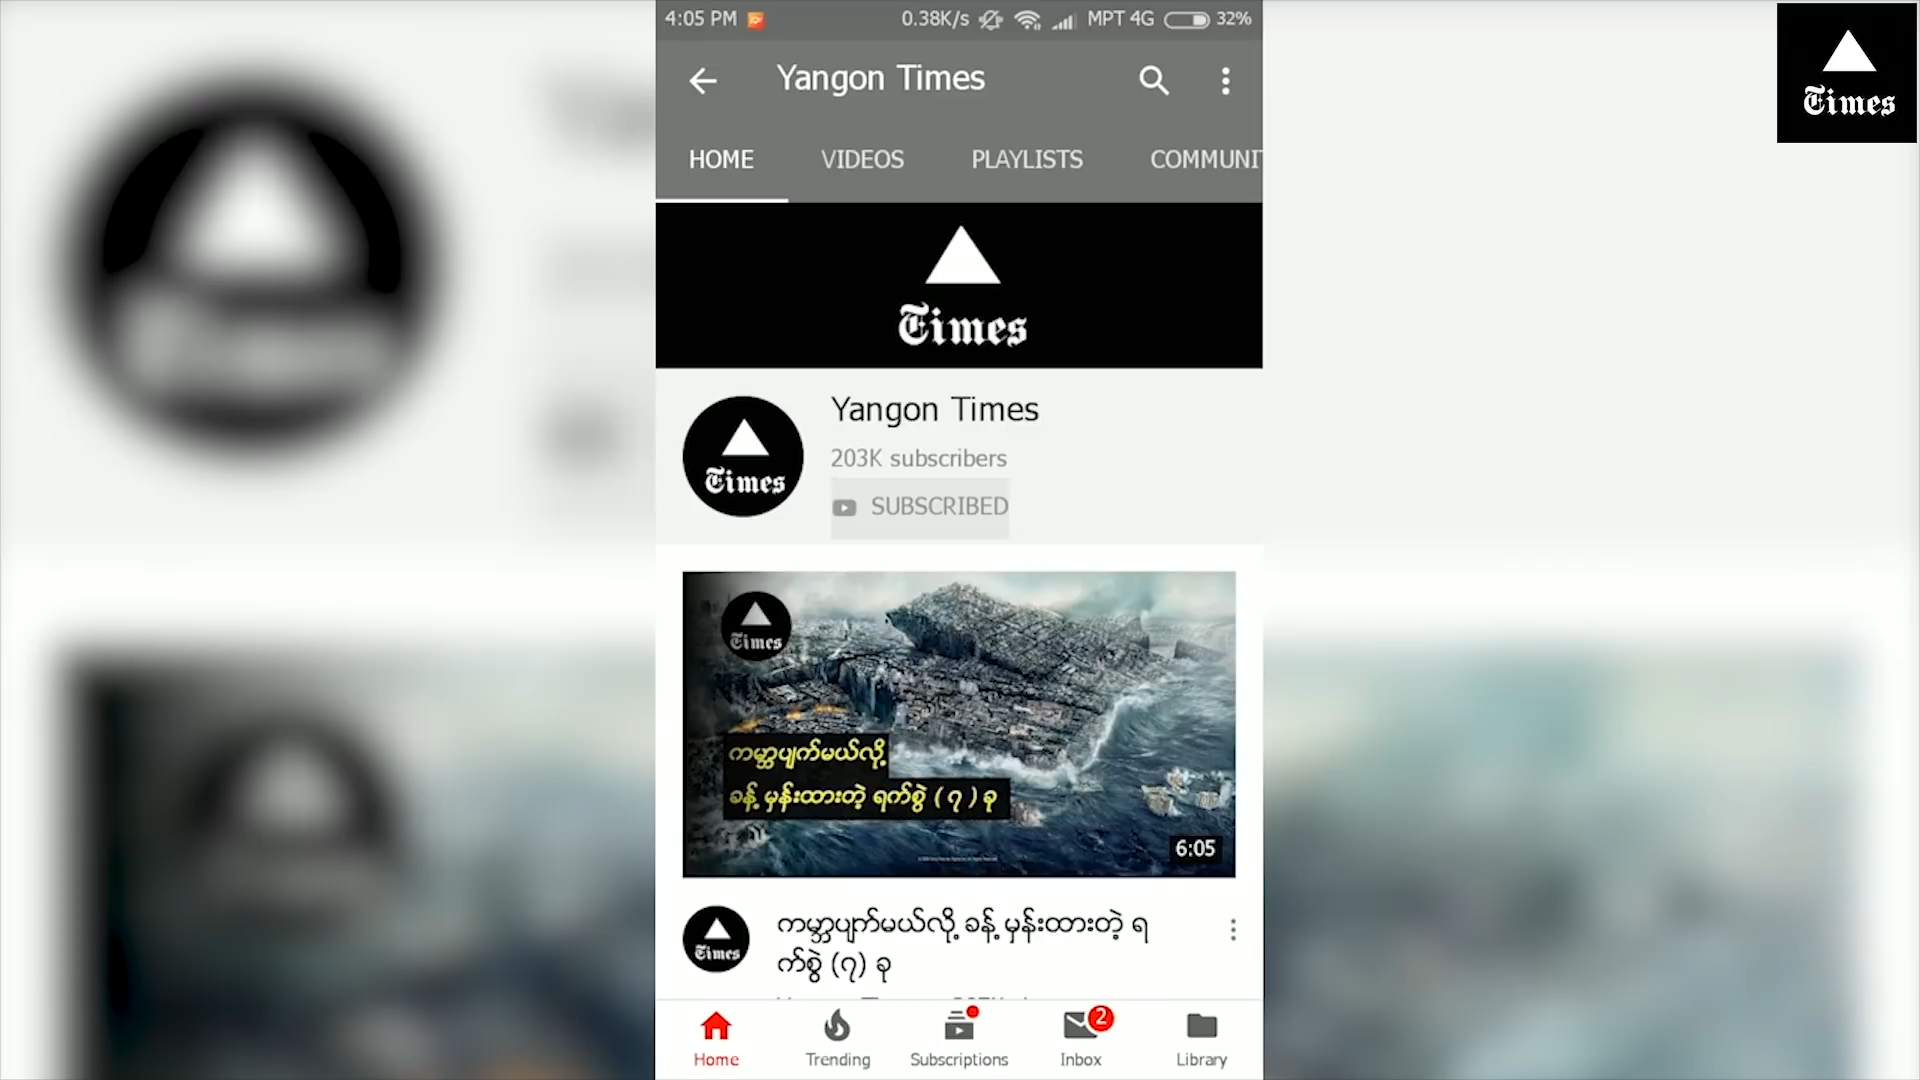 4:05 PM 0.38K/s MPT 4G 32%
Times
Yangon Times
HOME VIDEOS PLAYLISTS COMMUNIT
Times
Yangon Times
203K subscribers
SUBSCRIBED
Times
Times
ကမ္ဘာပျက်မယ်လို့
ခန့် မှန်းထားတဲ့ ရက်စွဲ ( ၇ ) ခု
6:05
Times
ကမ္ဘာပျက်မယ်လို့ ခန့် မှန်းထားတဲ့ ရ
က်စွဲ (၇) ခု
Home Trending Subscriptions Inbox 2 Library